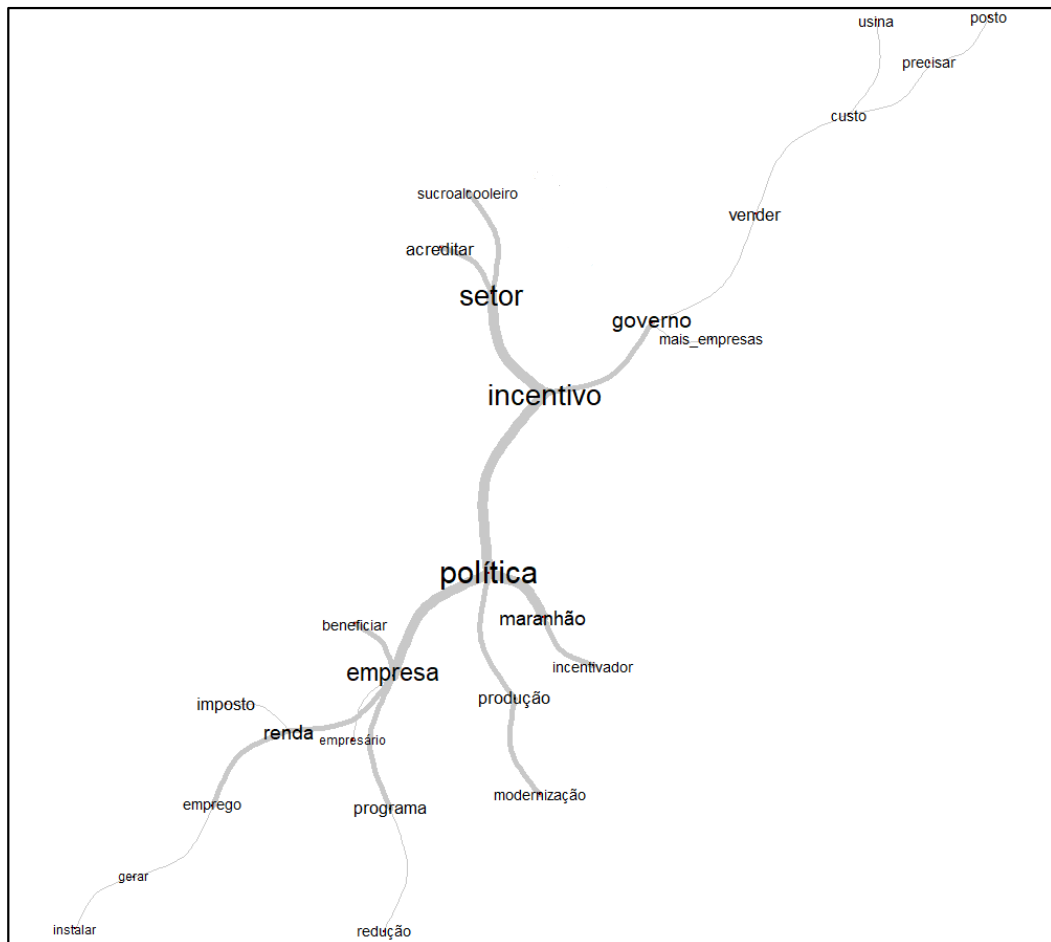 usina
posto
precisar
custo
sucroalcooleiro
vender
acreditar
setor
governo
mais_empresas
incentivo
política
maranhão
beneficiar
incentivador
empresa
produção
imposto
renda
empresário
modernização
emprego
programa
gerar
instalar
redução